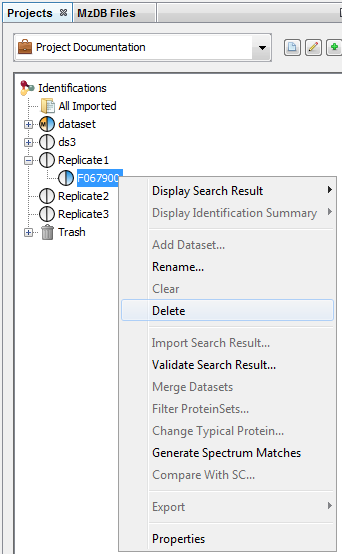 Projects MzDB Files
Project Documentation
Identifications
All Imported
dataset
ds3
Replicate1
F067900
Replicate2
Replicate3
Trash
Display Search Result
Display Identification Summary
Add Dataset...
Rename...
Clear
Delete
Import Search Result...
Validate Search Result...
Merge Datasets
Filter ProteinSets...
Change Typical Protein...
Generate Spectrum Matches
Compare With SC...
Export
Properties